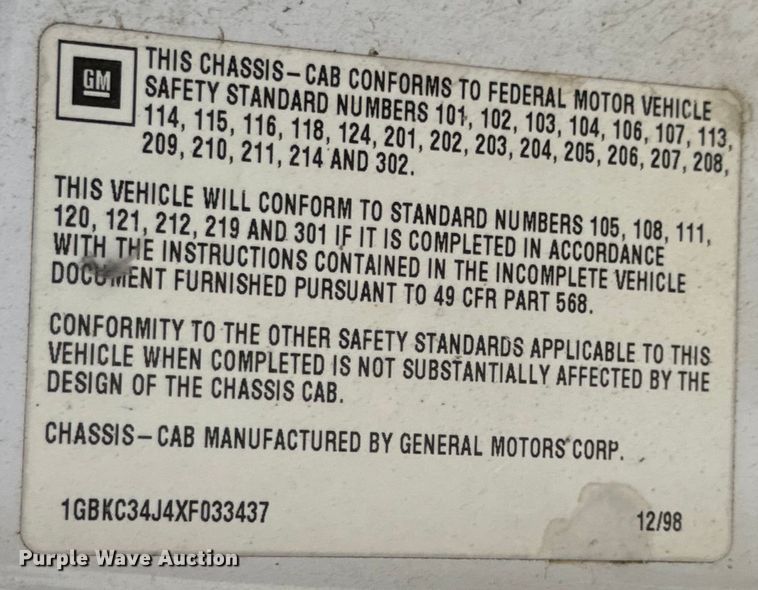 GM
THIS CHASSIS-CAB CONFORMS TO FEDERAL MOTOR VEHICLE
SAFETY STANDARD NUMBERS 101, 102, 103, 104, 106, 107, 113,
114, 115, 116, 118, 124, 201, 202, 203, 204, 205, 206, 207, 208,
209, 210, 211, 214 AND 302.
THIS VEHICLE WILL CONFORM TO STANDARD NUMBERS 105, 108, 111,
120, 121, 212, 219 AND 301 IF IT IS COMPLETED IN ACCORDANCE
WITH THE INSTRUCTIONS CONTAINED IN THE INCOMPLETE VEHICLE
DOCUMENT FURNISHED PURSUANT TO 49 CFR PART 568.
CONFORMITY TO THE OTHER SAFETY STANDARDS APPLICABLE TO THIS
VEHICLE WHEN COMPLETED IS NOT SUBSTANTIALLY AFFECTED BY THE
DESIGN OF THE CHASSIS CAB.
CHASSIS-CAB MANUFACTURED BY GENERAL MOTORS CORP.
1GBKC34J4XF033437 12/98
Purple Wave Auction